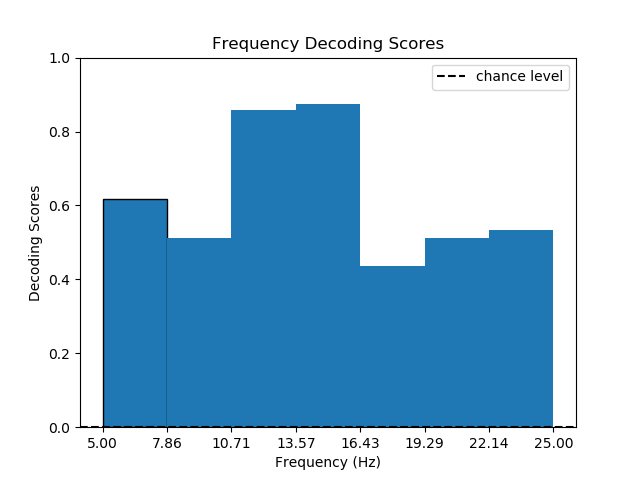 Frequency Decoding Scores
1.0
chance level
0.8
0.6
0.4
0.2
0.0
Decoding Scores
5.00 7.86 10.71 13.57 16.43 19.29 22.14 25.00
Frequency (Hz)